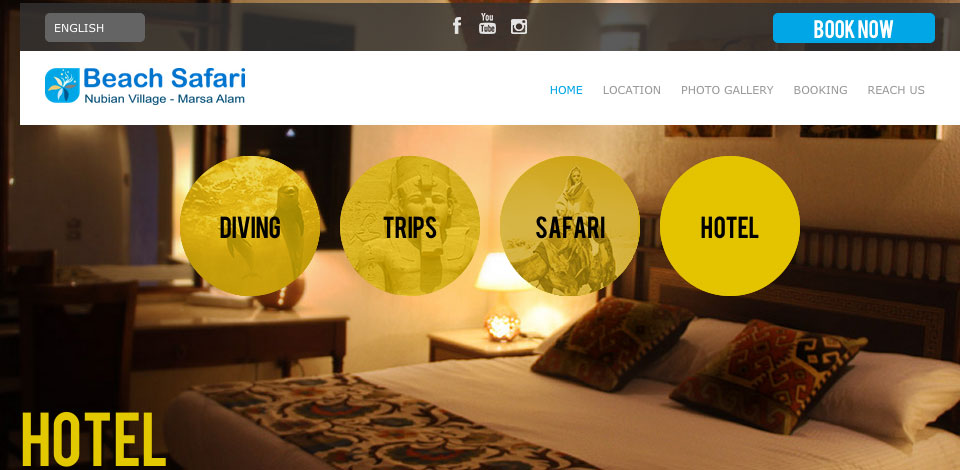 ENGLISH
You
Tube
BOOK NOW
Beach Safari
Nubian Village - Marsa Alam
HOME LOCATION PHOTO GALLERY BOOKING REACH US
DIVING TRIPS SAFARI HOTEL
HOTEL